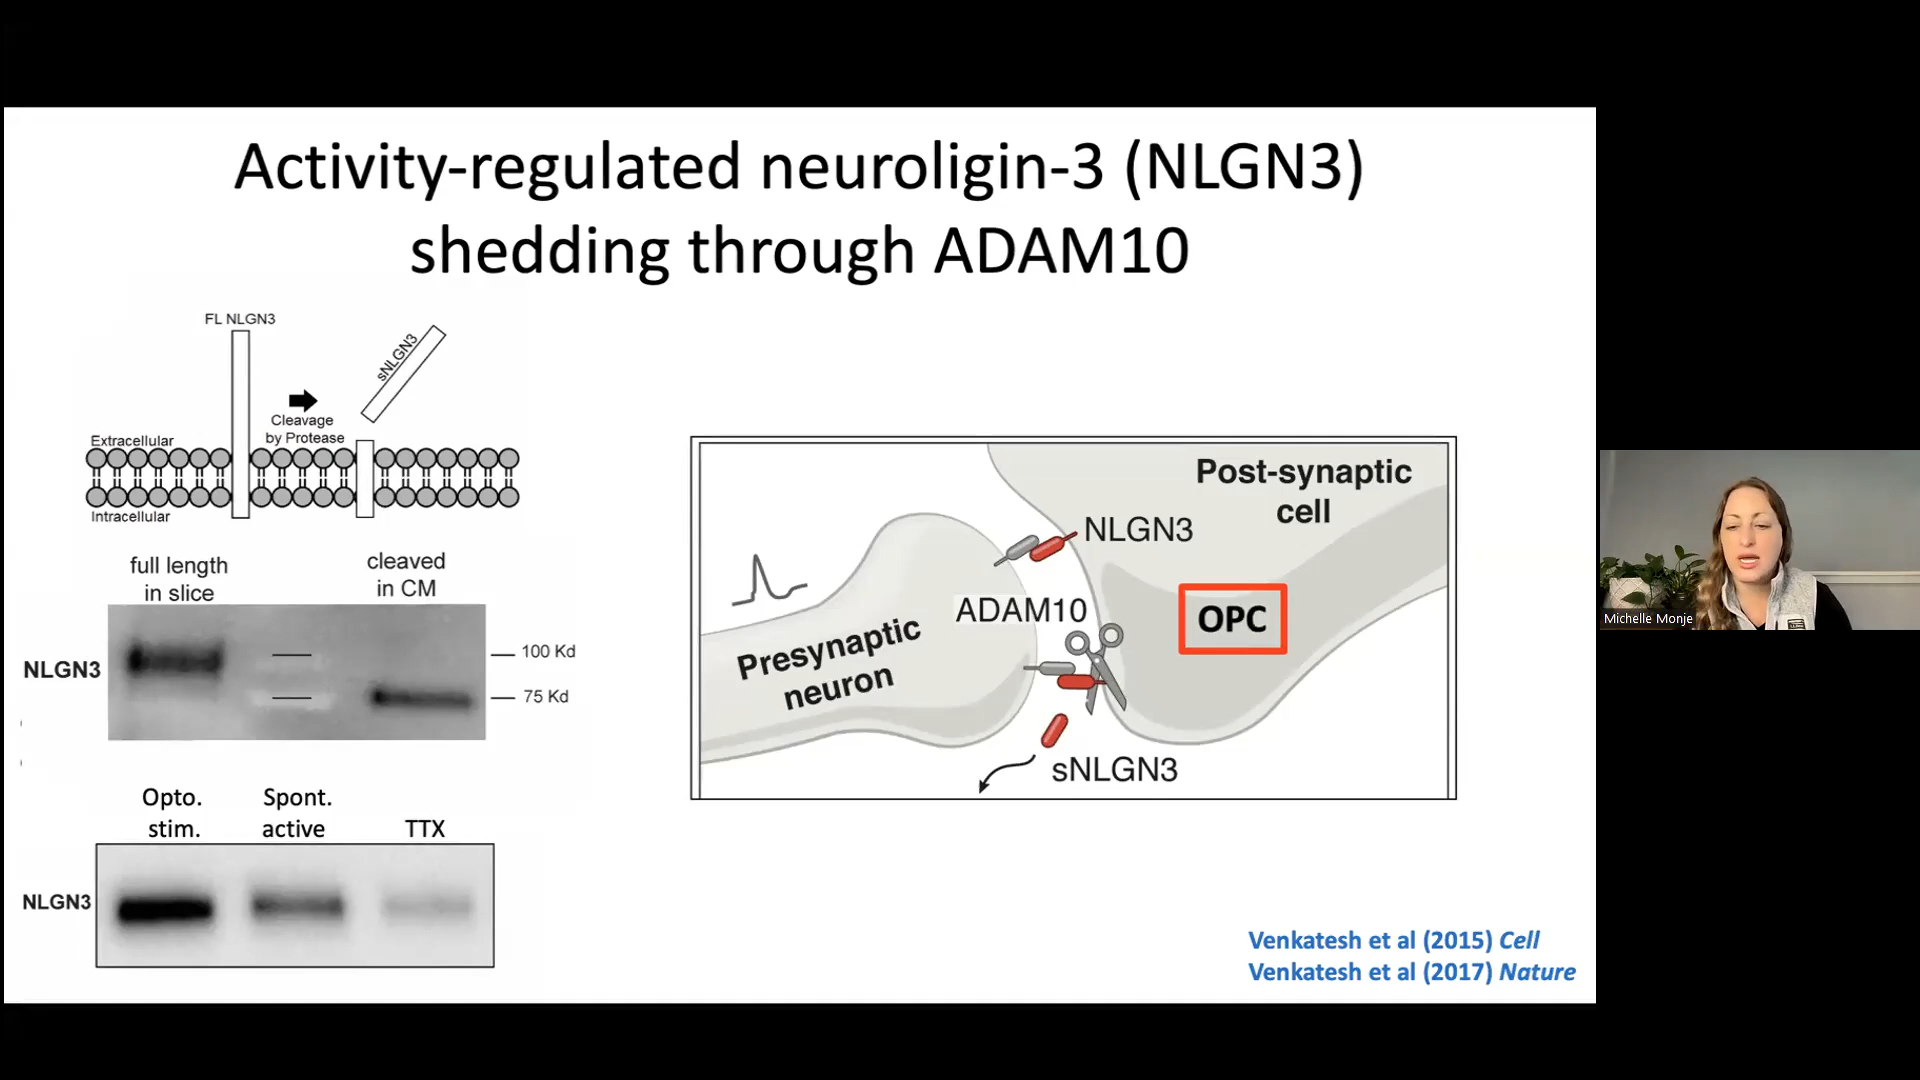 Activity-regulated neuroligin-3 (NLGN3)
shedding through ADAM10
FL NLGN3
sNLGN3
Cleavage
by Protease
Extracellular
Intracellular
full length
in slice
cleaved
in CM
NLGN3
100 Kd
75 Kd
Opto.
stim.
Spont.
active
TTX
NLGN3
Post-synaptic
cell
NLGN3
ADAM10
OPC
Presynaptic
neuron
sNLGN3
Venkatesh et al (2015) Cell
Venkatesh et al (2017) Nature
Michelle Monje